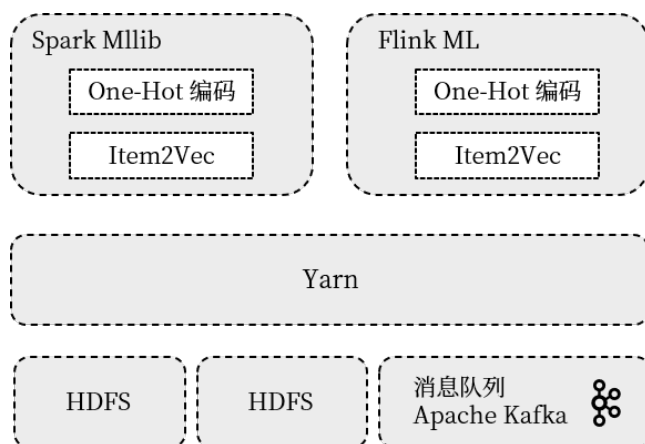 Spark Mllib
One-Hot 编码
Item2Vec
Flink ML
One-Hot 编码
Item2Vec
Yarn
HDFS
HDFS
消息队列
Apache Kafka